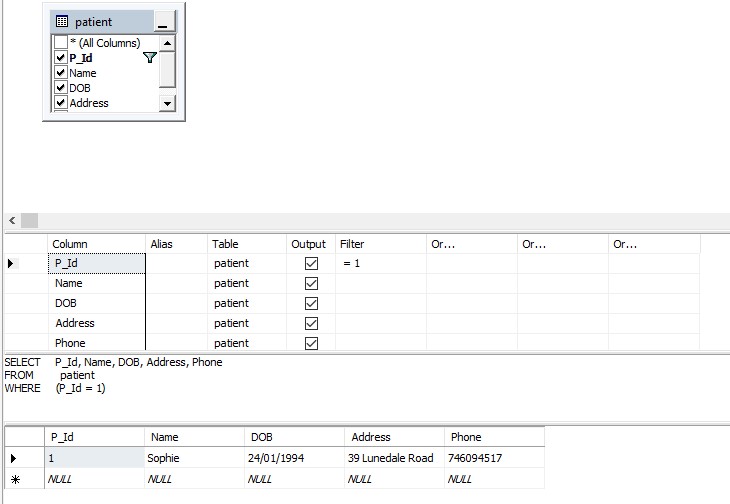 patient
* (All Columns)
P_Id
Name
DOB
Address
Column Alias Table Output Filter Or... Or... Or...
P_Id patient = 1
Name patient
DOB patient
Address patient
Phone patient
SELECT P_Id, Name, DOB, Address, Phone
FROM patient
WHERE (P_Id = 1)
P_Id Name DOB Address Phone
1 Sophie 24/01/1994 39 Lunedale Road 746094517
NULL NULL NULL NULL NULL